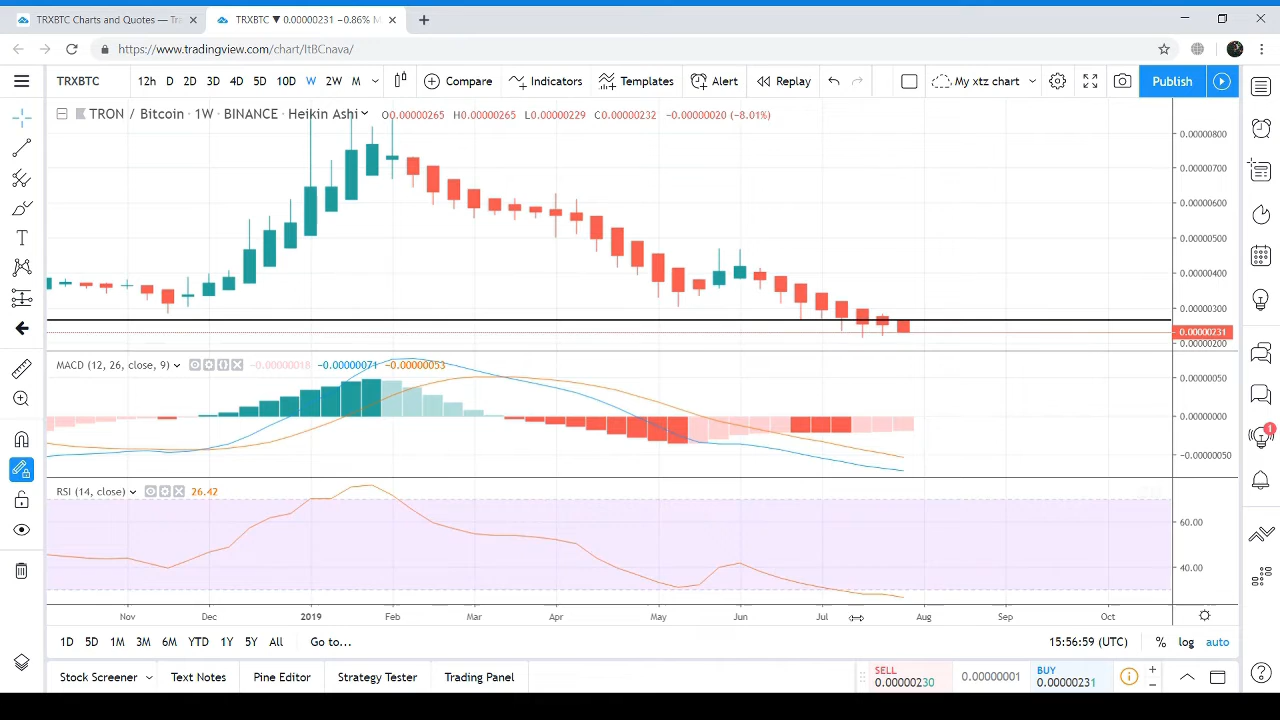 TRXBTC Charts and Quotes — Tra
TRXBTC ▼ 0.00000231 −0.86%
https://www.tradingview.com/chart/ItBCnava/
TRXBTC 12h D 2D 3D 4D 5D 10D W 2W M Compare Indicators Templates Alert Replay My xtz chart Publish
TRON / Bitcoin · 1W · BINANCE · Heikin Ashi O0.00000265 H0.00000265 L0.00000229 C0.00000232 −0.00000020 (−8.01%)
0.00000800
0.00000700
0.00000600
0.00000500
0.00000400
0.00000300
0.00000231
0.00000200
MACD (12, 26, close, 9) −0.00000018 −0.00000071 −0.00000053
0.00000050
0.00000000
−0.00000050
RSI (14, close) 26.42
60.00
40.00
Nov Dec 2019 Feb Mar Apr May Jun Jul Aug Sep Oct
1D 5D 1M 3M 6M YTD 1Y 5Y All Go to... 15:56:59 (UTC) % log auto
Stock Screener Text Notes Pine Editor Strategy Tester Trading Panel
SELL
0.00000230
0.00000001
BUY
0.00000231
1